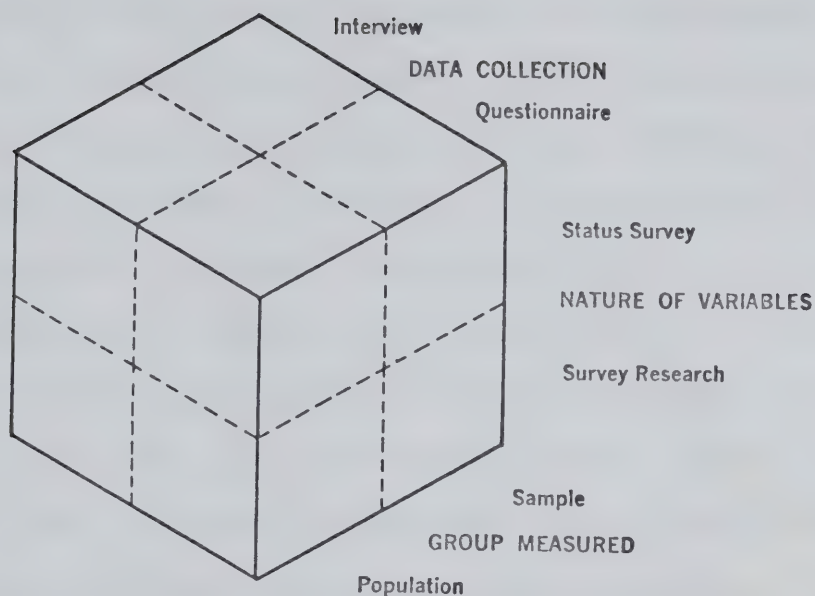 Interview
DATA COLLECTION
Questionnaire
Status Survey
NATURE OF VARIABLES
Survey Research
Sample
GROUP MEASURED
Population